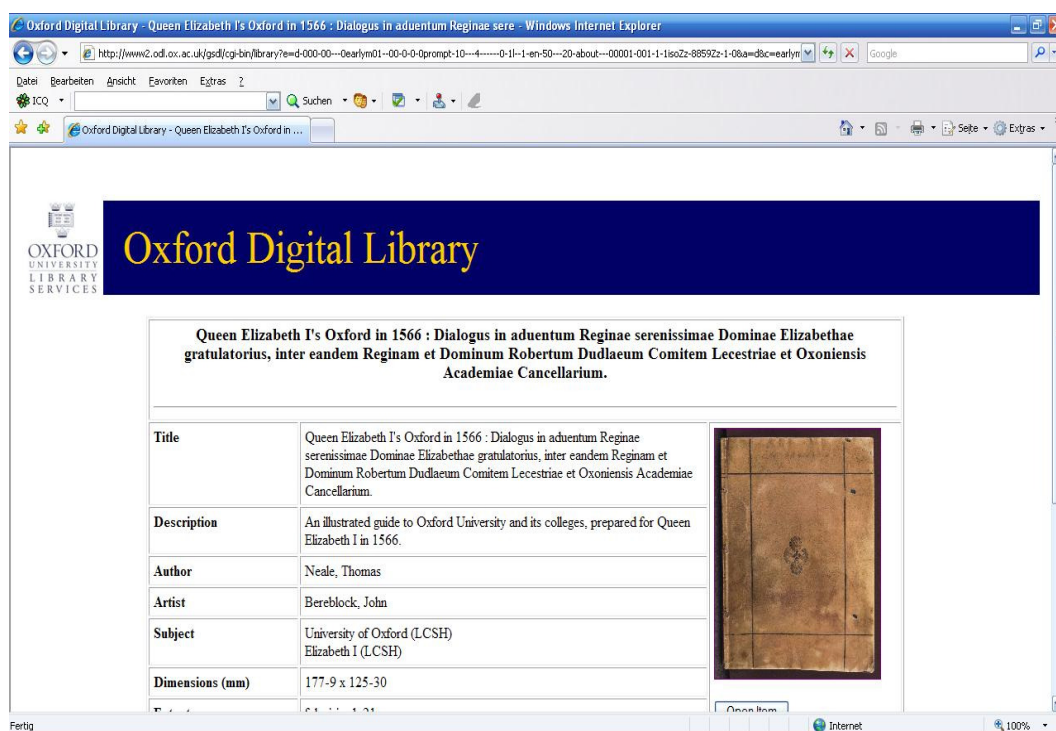 Oxford Digital Library - Queen Elizabeth I's Oxford in 1566 : Dialogus in aduentum Reginae sere - Windows Internet Explorer
http://www2.odl.ox.ac.uk/gsdl/cgi-bin/library?e=d-000-00---0earlym01--00-0-0-0prompt-10---4------0-1l--1-en-50---20-about---00001-001-1-1isoZz-8859Zz-1-0&a=d&c=earlym
Google
Datei Bearbeiten Ansicht Favoriten Extras ?
ICQ Suchen
Oxford Digital Library - Queen Elizabeth I's Oxford in ... Seite Extras
OXFORD
UNIVERSITY
LIBRARY
SERVICES
Oxford Digital Library
Queen Elizabeth I's Oxford in 1566 : Dialogus in aduentum Reginae serenissimae Dominae Elizabethae
gratulatorius, inter eandem Reginam et Dominum Robertum Dudlaeum Comitem Lecestriae et Oxoniensis
Academiae Cancellarium.
Title Queen Elizabeth I's Oxford in 1566 : Dialogus in aduentum Reginae
serenissimae Dominae Elizabethae gratulatorius, inter eandem Reginam et
Dominum Robertum Dudlaeum Comitem Lecestriae et Oxoniensis Academiae
Cancellarium.
Description An illustrated guide to Oxford University and its colleges, prepared for Queen
Elizabeth I in 1566.
Author Neale, Thomas
Artist Bereblock, John
Subject University of Oxford (LCSH)
Elizabeth I (LCSH)
Dimensions (mm) 177-9 x 125-30
Open Item
Fertig Internet 100%